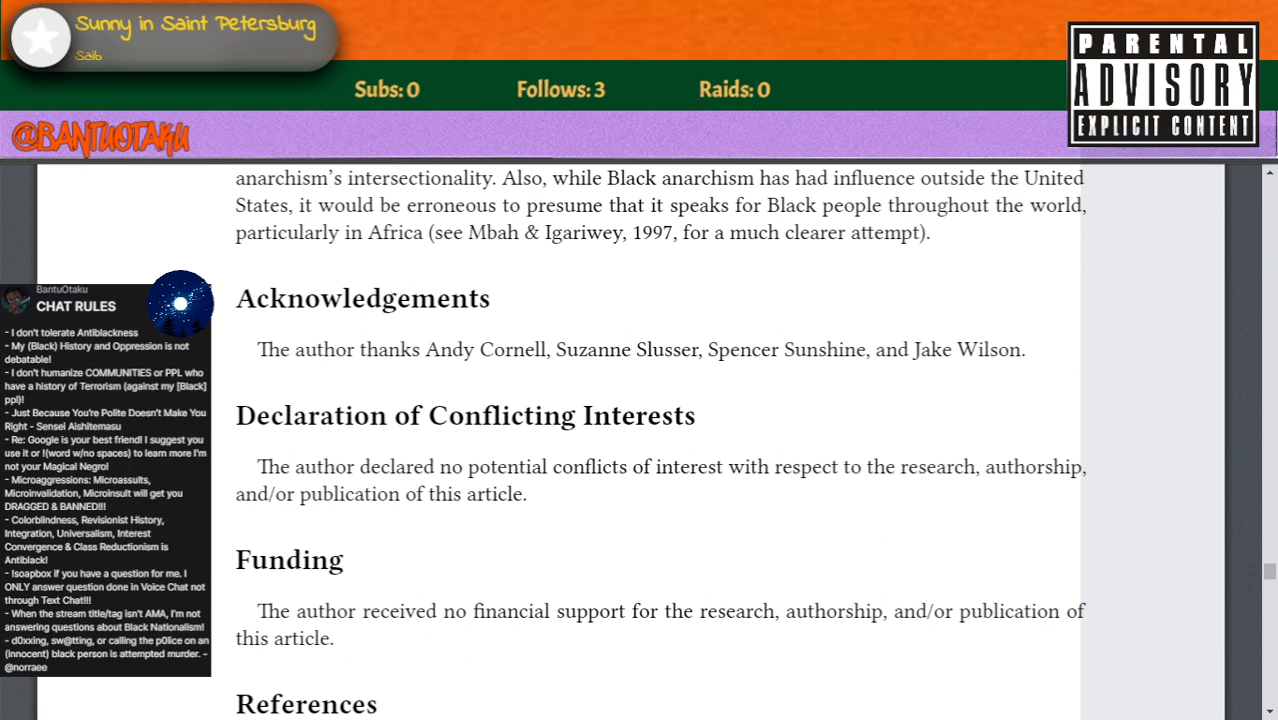 Sunny in Saint Petersburg
Saib
PARENTAL
ADVISORY
EXPLICIT CONTENT
Subs: 0
Follows: 3
Raids: 0
@BANTUOTAKU
anarchism's intersectionality. Also, while Black anarchism has had influence outside the United
States, it would be erroneous to presume that it speaks for Black people throughout the world,
particularly in Africa (see Mbah & Igariwey, 1997, for a much clearer attempt).
Acknowledgements
The author thanks Andy Cornell, Suzanne Slusser, Spencer Sunshine, and Jake Wilson.
Declaration of Conflicting Interests
The author declared no potential conflicts of interest with respect to the research, authorship,
and/or publication of this article.
Funding
The author received no financial support for the research, authorship, and/or publication of
this article.
References
BantuOtaku
CHAT RULES
- I don't tolerate Antiblackness
- My (Black) History and Oppression is not
debatable!
- I don't humanize COMMUNITIES or PPL who
have a history of Terrorism (against my [Black]
ppl)!
- Just Because You're Polite Doesn't Make You
Right - Sensei Aishitemasu
- Re: Google is your best friend! I suggest you
use it or !(word w/no spaces) to learn more I'm
not your Magical Negro!
- Microaggressions: Microassults,
Microinvalidation, Microinsult will get you
DRAGGED & BANNED!!!
- Colorblindness, Revisionist History,
Integration, Universalism, Interest
Convergence & Class Reductionism is
Antiblack!
- !soapbox if you have a question for me. I
ONLY answer question done in Voice Chat not
through Text Chat!!!
- When the stream title/tag isn't AMA, I'm not
answering questions about Black Nationalism!
- d0xxing, sw@tting, or calling the p0lice on an
(innocent) black person is attempted murder. -
@norraee